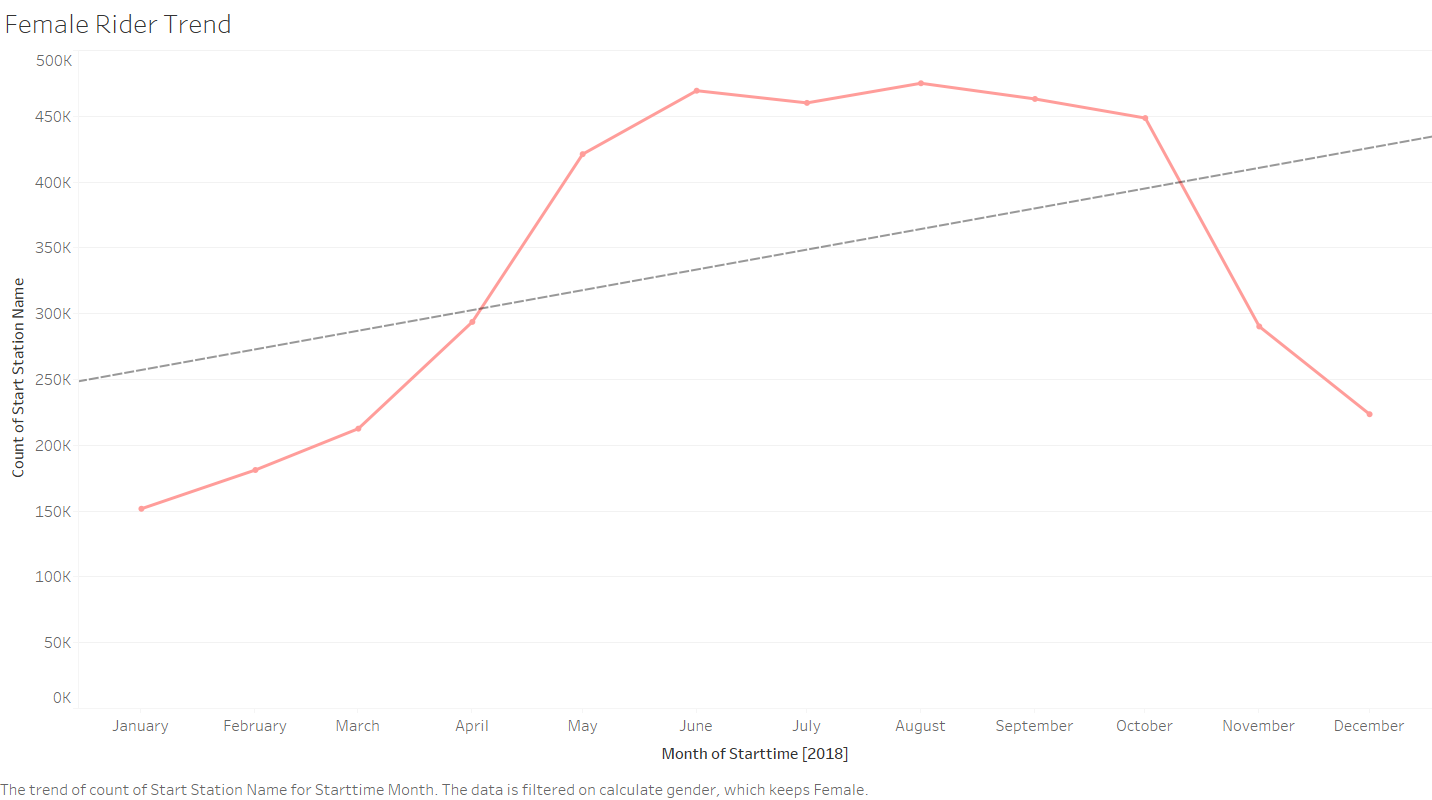 Female Rider Trend
500K
450K
400K
350K
300K
250K
200K
150K
100K
50K
0K
Count of Start Station Name
January February March April May June July August September October November December
Month of Starttime [2018]
The trend of count of Start Station Name for Starttime Month. The data is filtered on calculate gender, which keeps Female.